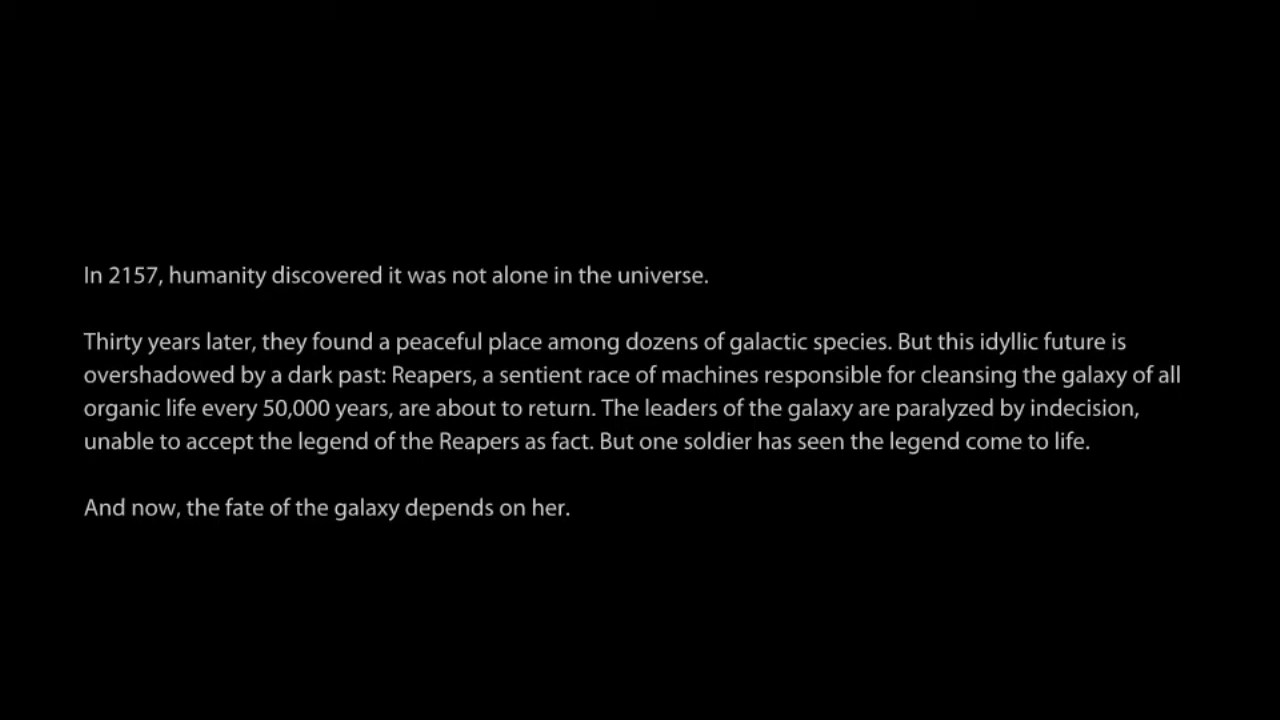 In 2157, humanity discovered it was not alone in the universe.
Thirty years later, they found a peaceful place among dozens of galactic species. But this idyllic future is
overshadowed by a dark past: Reapers, a sentient race of machines responsible for cleansing the galaxy of all
organic life every 50,000 years, are about to return. The leaders of the galaxy are paralyzed by indecision,
unable to accept the legend of the Reapers as fact. But one soldier has seen the legend come to life.
And now, the fate of the galaxy depends on her.